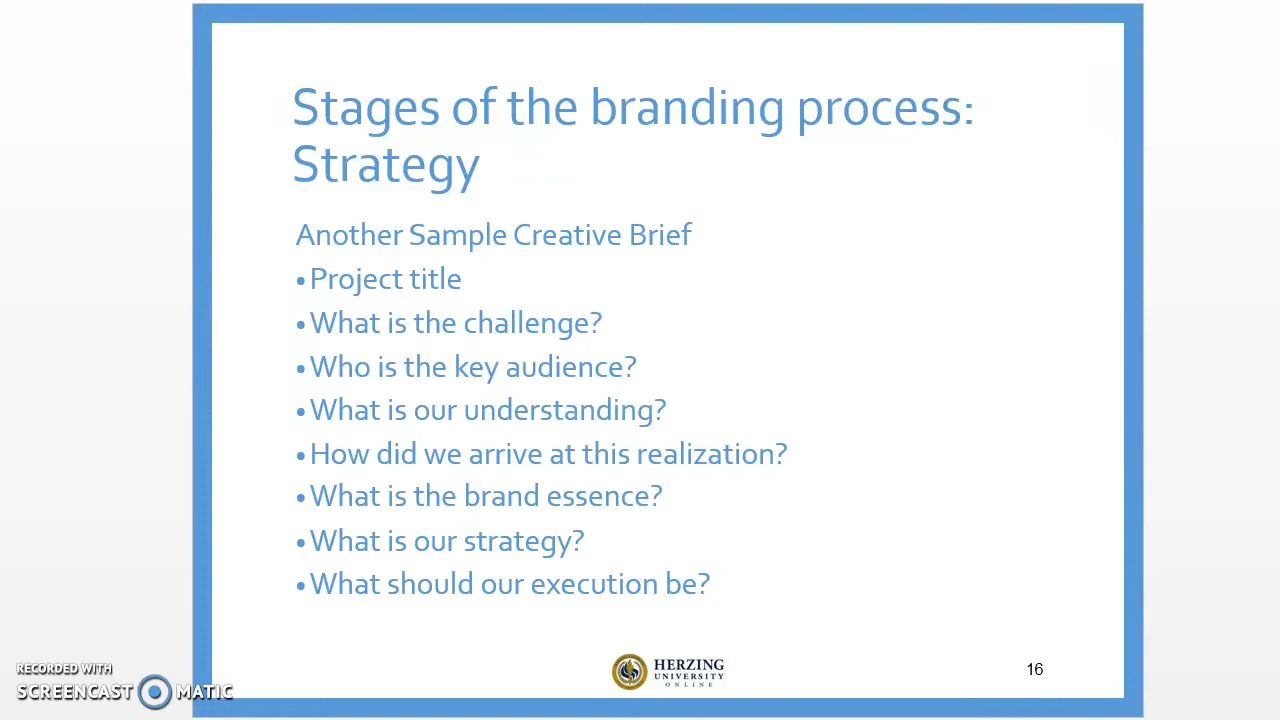 Stages of the branding process:
Strategy
Another Sample Creative Brief
• Project title
• What is the challenge?
• Who is the key audience?
• What is our understanding?
• How did we arrive at this realization?
• What is the brand essence?
• What is our strategy?
• What should our execution be?
HERZING
UNIVERSITY
ONLINE
16
RECORDED WITH
SCREENCAST MATIC